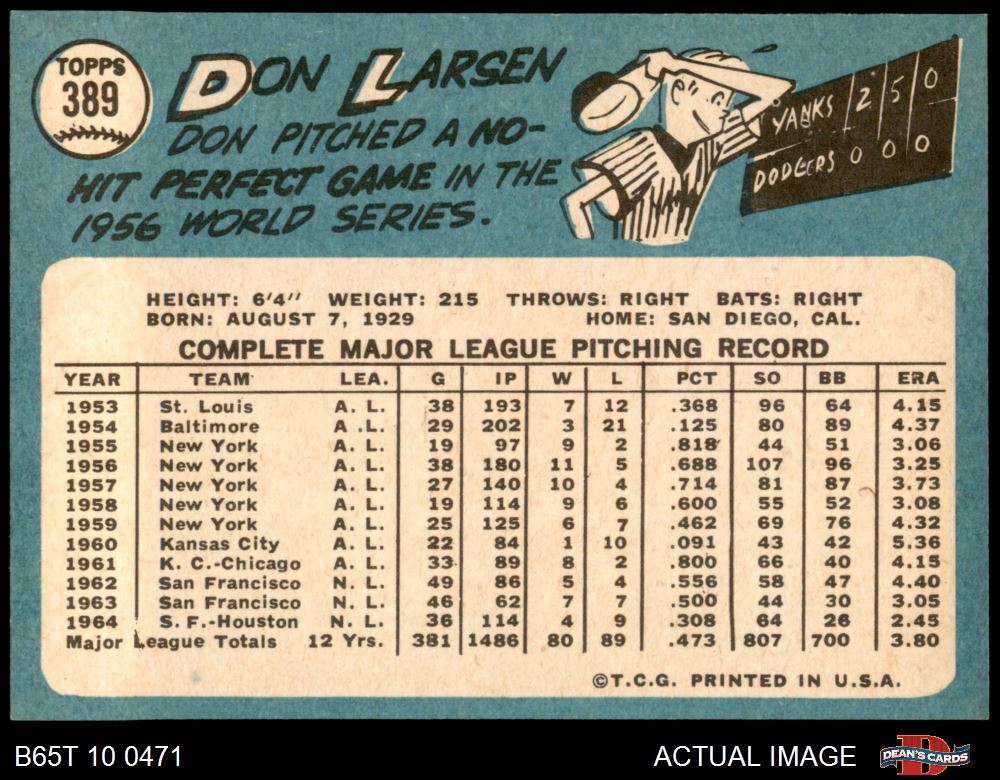 TOPPS
389
DON LARSEN
DON PITCHED A NO-
HIT PERFECT GAME IN THE
1956 WORLD SERIES.
YANKS 2 5 0
DODGERS 0 0 0
HEIGHT: 6'4" WEIGHT: 215 THROWS: RIGHT BATS: RIGHT
BORN: AUGUST 7, 1929 HOME: SAN DIEGO, CAL.
COMPLETE MAJOR LEAGUE PITCHING RECORD
YEAR TEAM LEA. G IP W L PCT SO BB ERA
1953 St. Louis A. L. 38 193 7 12 .368 96 64 4.15
1954 Baltimore A .L. 29 202 3 21 .125 80 89 4.37
1955 New York A. L. 19 97 9 2 .818 44 51 3.06
1956 New York A. L. 38 180 11 5 .688 107 96 3.25
1957 New York A. L. 27 140 10 4 .714 81 87 3.73
1958 New York A. L. 19 114 9 6 .600 55 52 3.08
1959 New York A. L. 25 125 6 7 .462 69 76 4.32
1960 Kansas City A. L. 22 84 1 10 .091 43 42 5.36
1961 K. C.-Chicago A. L. 33 89 8 2 .800 66 40 4.15
1962 San Francisco N. L. 49 86 5 4 .556 58 47 4.40
1963 San Francisco N. L. 46 62 7 7 .500 44 30 3.05
1964 S. F.-Houston N. L. 36 114 4 9 .308 64 26 2.45
Major League Totals 12 Yrs. 381 1486 80 89 .473 807 700 3.80
©T.C.G. PRINTED IN U.S.A.
B65T 10 0471 ACTUAL IMAGE DEAN'S CARDS